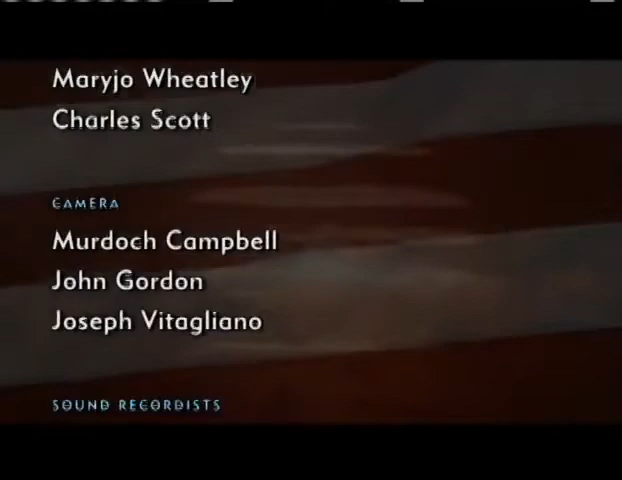 Maryjo Wheatley
Charles Scott
CAMERA
Murdoch Campbell
John Gordon
Joseph Vitagliano
SOUND RECORDISTS